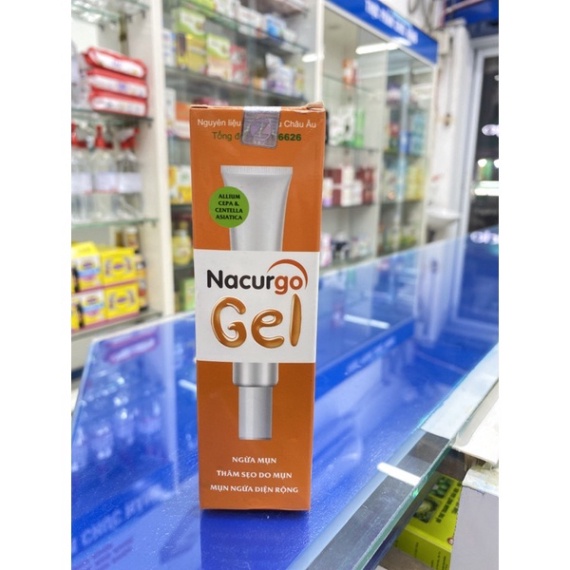 Nguyên liệu Châu Âu
Tổng 6626
ALLIUM
CEPA &
CENTELLA
ASIATICA
Nacurgo
Gel
NGỪA MỤN
THÂM SẸO DO MỤN
MỤN NGỪA DIỆN RỘNG